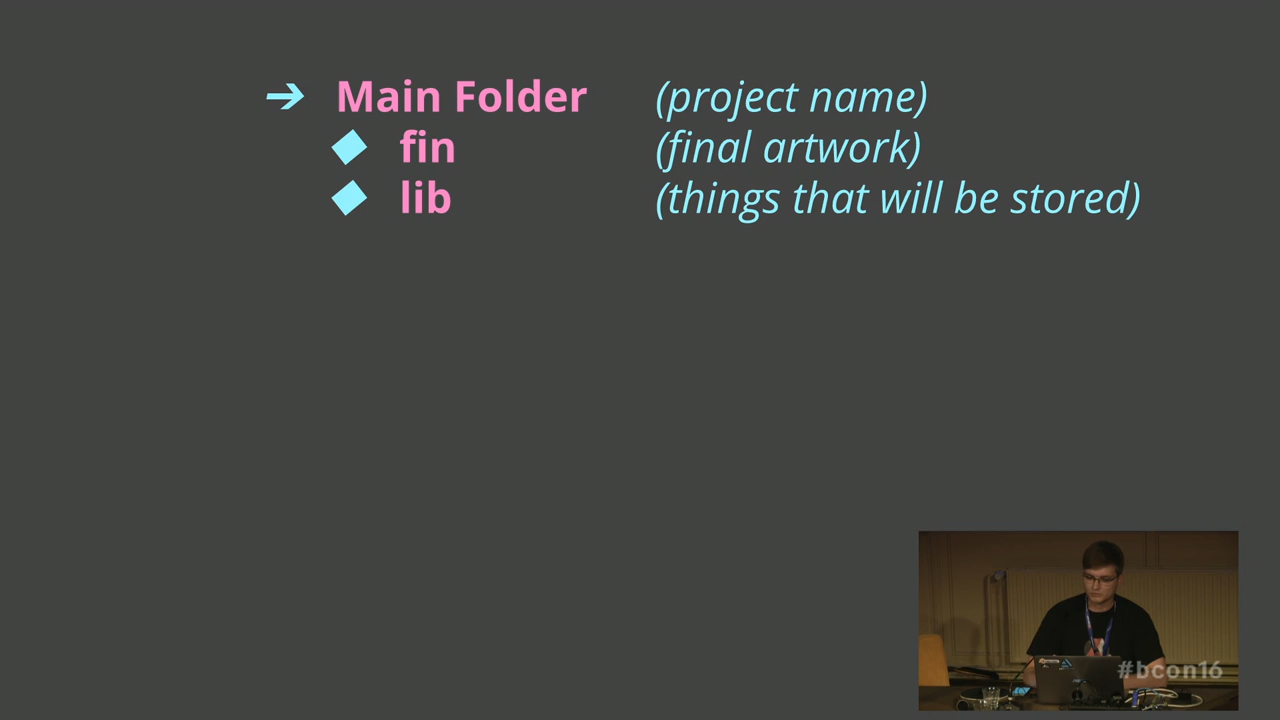 ➔ Main Folder (project name)
◆ fin (final artwork)
◆ lib (things that will be stored)
#bcon16